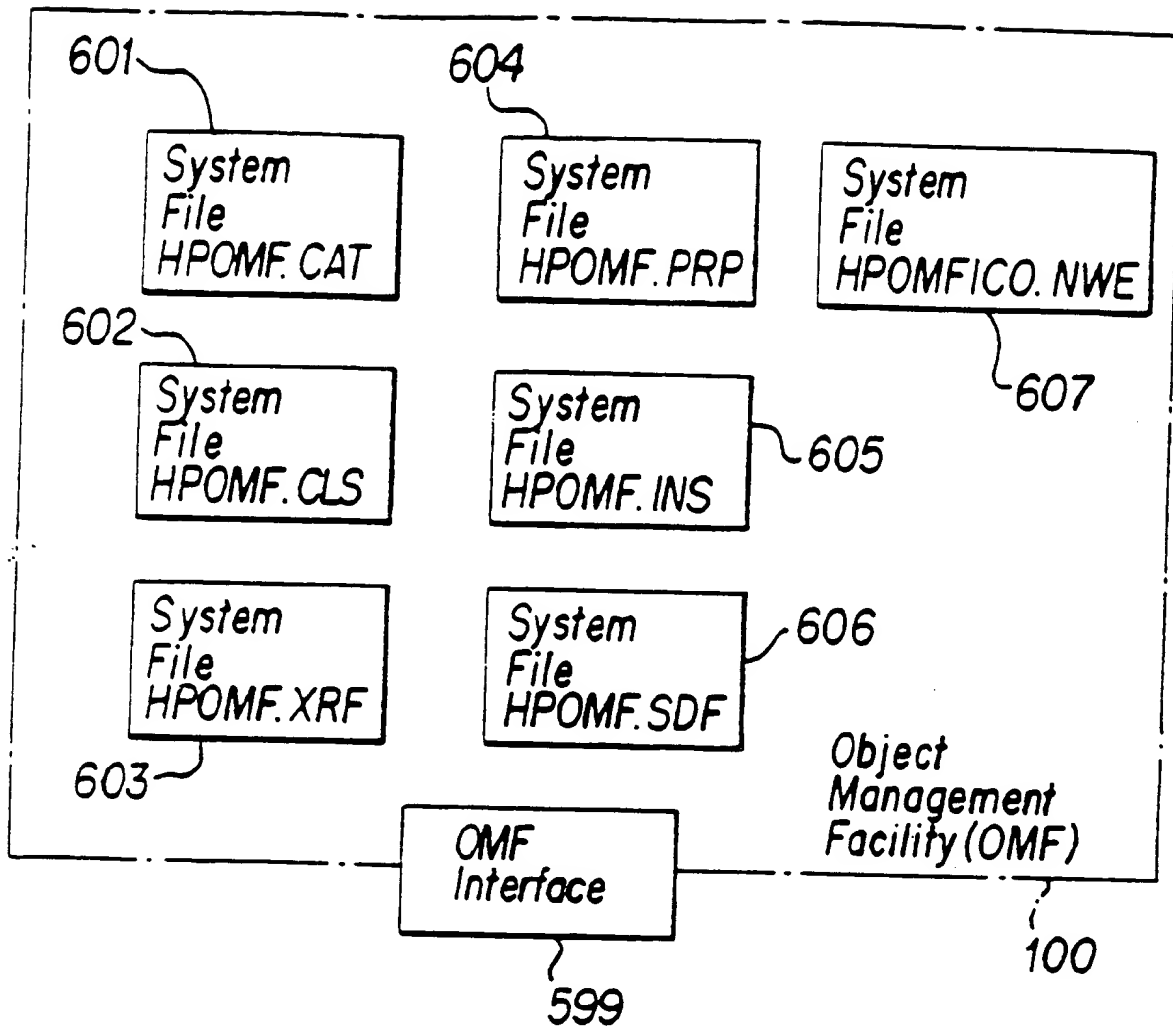 601
604
System
File
HPOMF.CAT
System
File
HPOMF.PRP
System
File
HPOMFICO.NWE
602
607
System
File
HPOMF.CLS
System
File
HPOMF.INS
605
System
File
HPOMF.XRF
System
File
HPOMF.SDF
606
603
Object
Management
Facility (OMF)
OMF
Interface
100
599